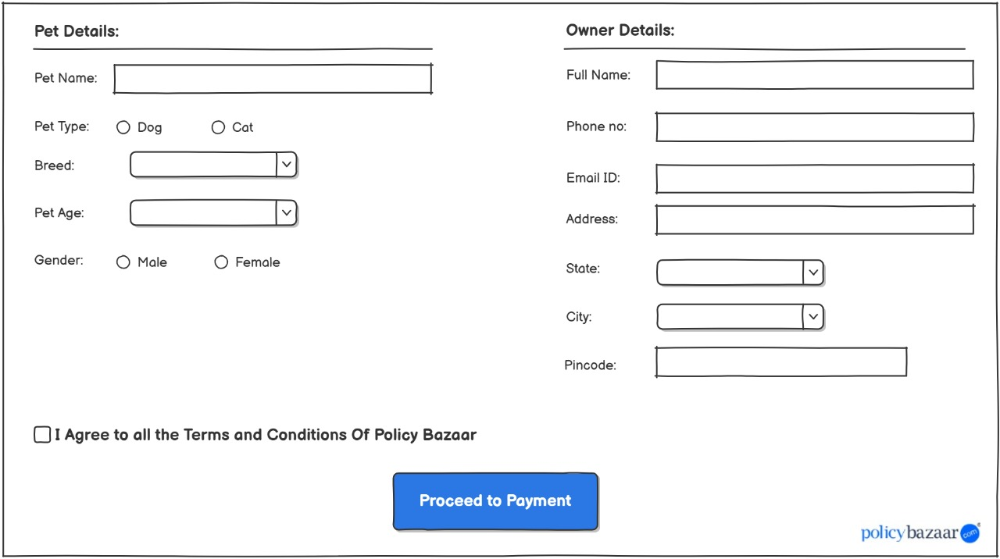 Pet Details:
Pet Name:
Pet Type:
Dog
Cat
Breed:
Pet Age:
Gender:
Male
Female
Owner Details:
Full Name:
Phone no:
Email ID:
Address:
State:
City:
Pincode:
I Agree to all the Terms and Conditions Of Policy Bazaar
Proceed to Payment
policybazaar.com